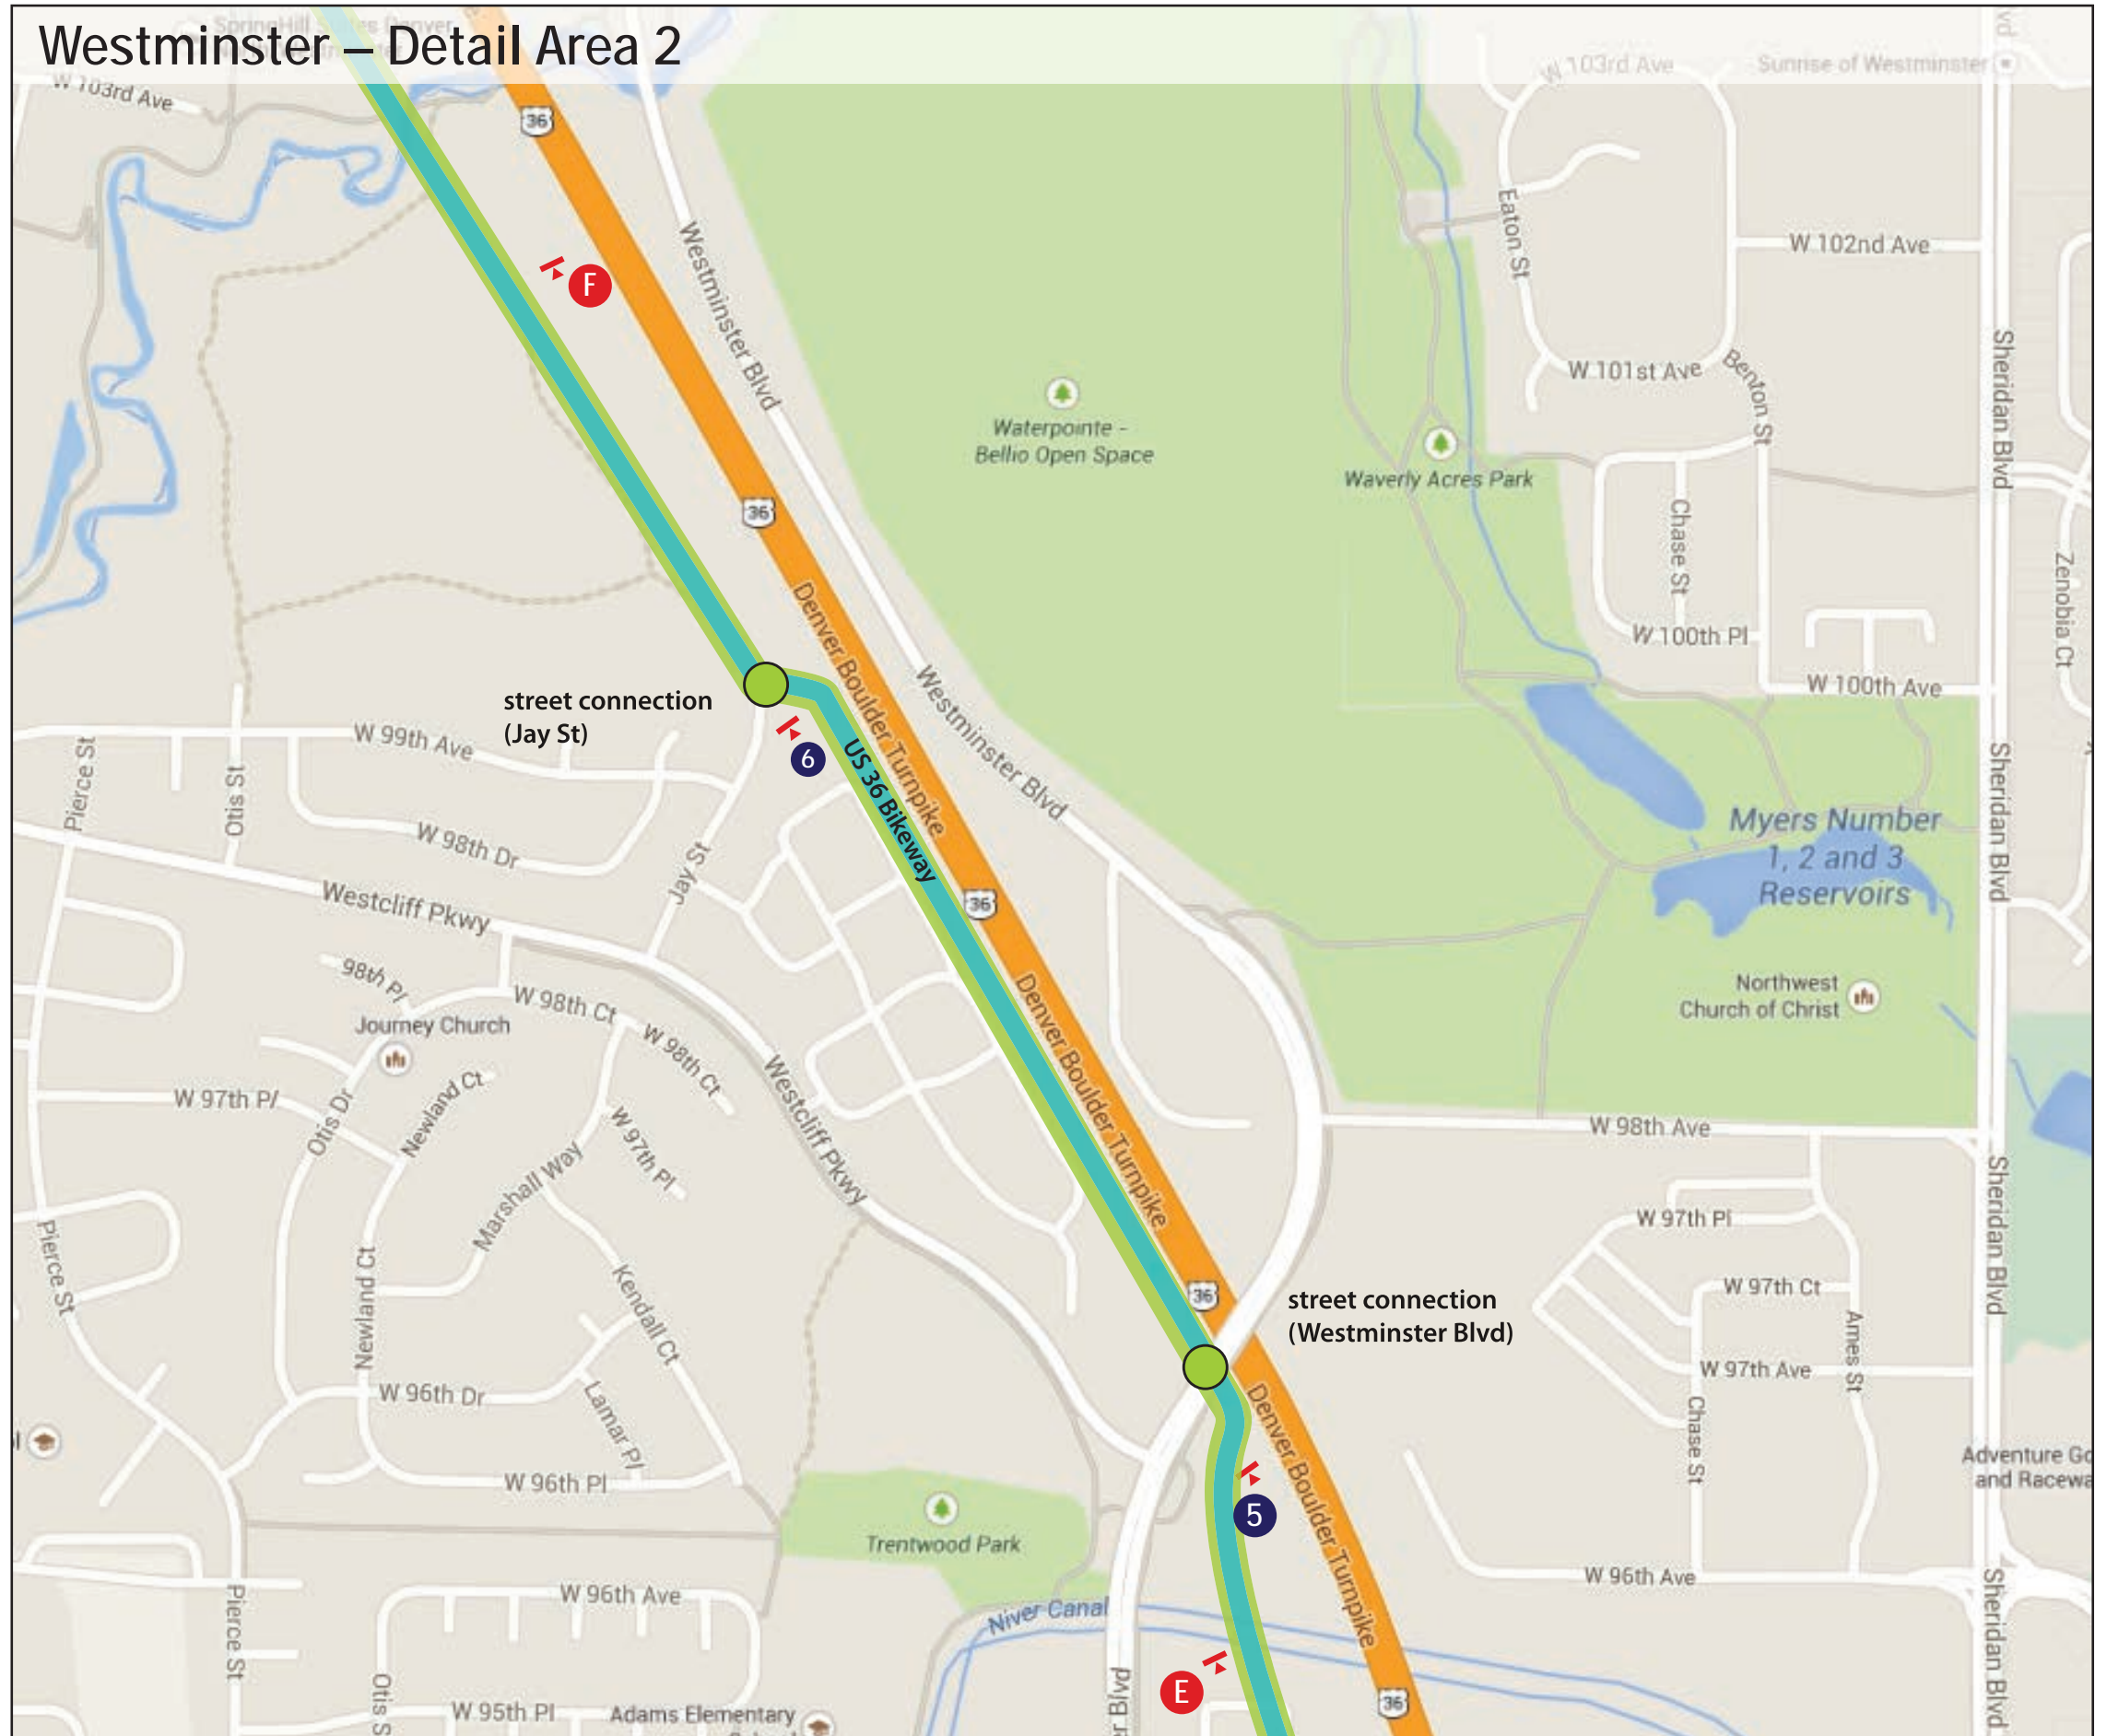 Westminster – Detail Area 2
W 103rd Ave
W 103rd Ave
Sunrise of Westminster
36
Eaton St
W 102nd Ave
F
Westminster Blvd
Sheridan Blvd
W 101st Ave
Benton St
Waterpointe -
Bellio Open Space
Waverly Acres Park
36
Chase St
Zenobia Ct
Denver Boulder Turnpike
W 100th Pl
W 100th Ave
street connection
(Jay St)
Westminster Blvd
6
US 36 Bikeway
W 99th Ave
Pierce St
Otis St
W 98th Dr
Jay St
Sheridan Blvd
Myers Number
1, 2 and 3
Reservoirs
Westcliff Pkwy
36
98th Pl
W 98th Ct
Journey Church
W 98th Ct
Denver Boulder Turnpike
Northwest
Church of Christ
W 97th Pl
Otis Dr
Newland Ct
Westcliff Pkwy
W 98th Ave
W 97th Pl
Marshall Way
Sheridan Blvd
Pierce St
W 97th Pl
Newland Ct
Kendall Ct
36
street connection
(Westminster Blvd)
W 97th Ct
Ames St
W 97th Ave
W 96th Dr
Lamar Pl
Denver Boulder Turnpike
Chase St
Adventure Go
and Racewa
W 96th Pl
5
Trentwood Park
W 96th Ave
W 96th Ave
Pierce St
Niver Canal
Sheridan Blvd
E
Otis S
r Blvd
36
W 95th Pl
Adams Elementary